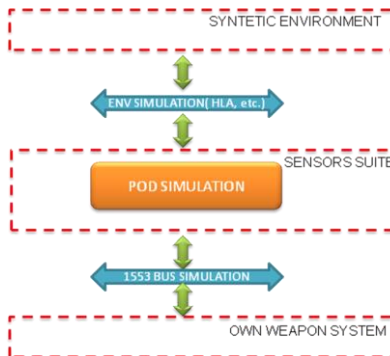 SYNTETIC ENVIRONMENT
ENV SIMULATION( HLA, etc.)
SENSORS SUITE
POD SIMULATION
1553 BUS SIMULATION
OWN WEAPON SYSTEM